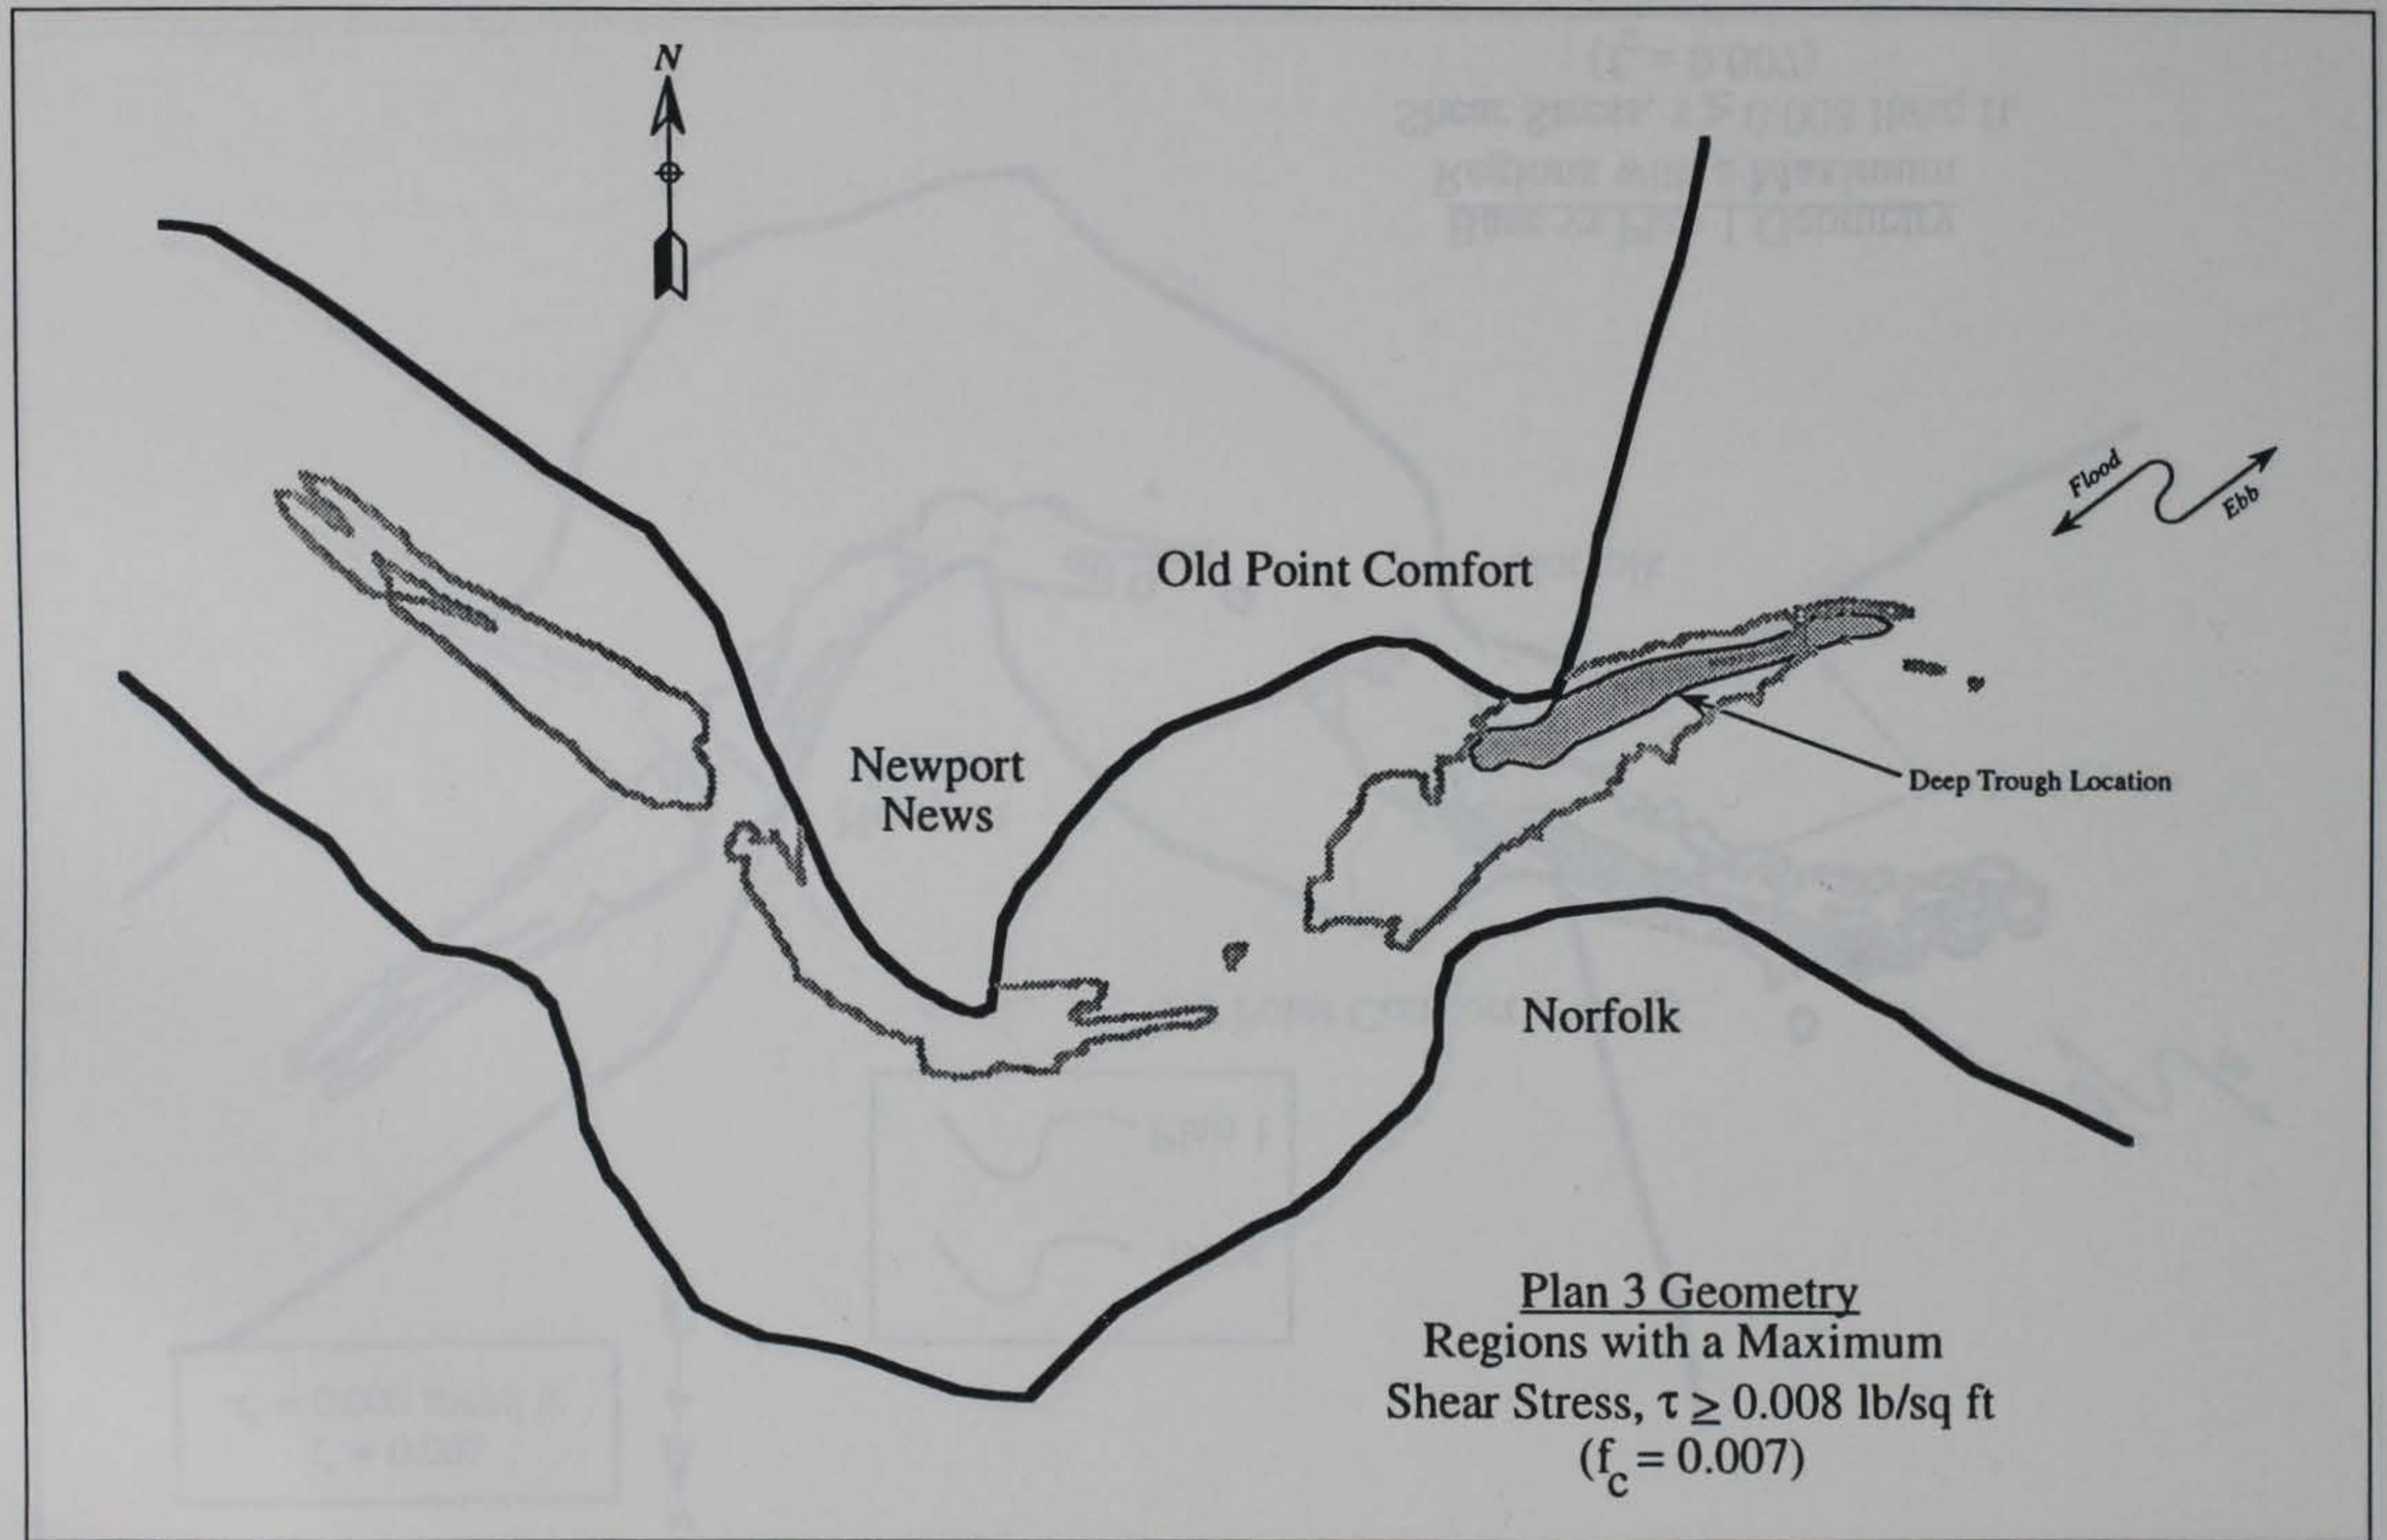 N
Flood
Ebb
Old Point Comfort
Newport
News
Deep Trough Location
Norfolk
Plan 3 Geometry
Regions with a Maximum
Shear Stress, τ ≥ 0.008 lb/sq ft
(fc = 0.007)